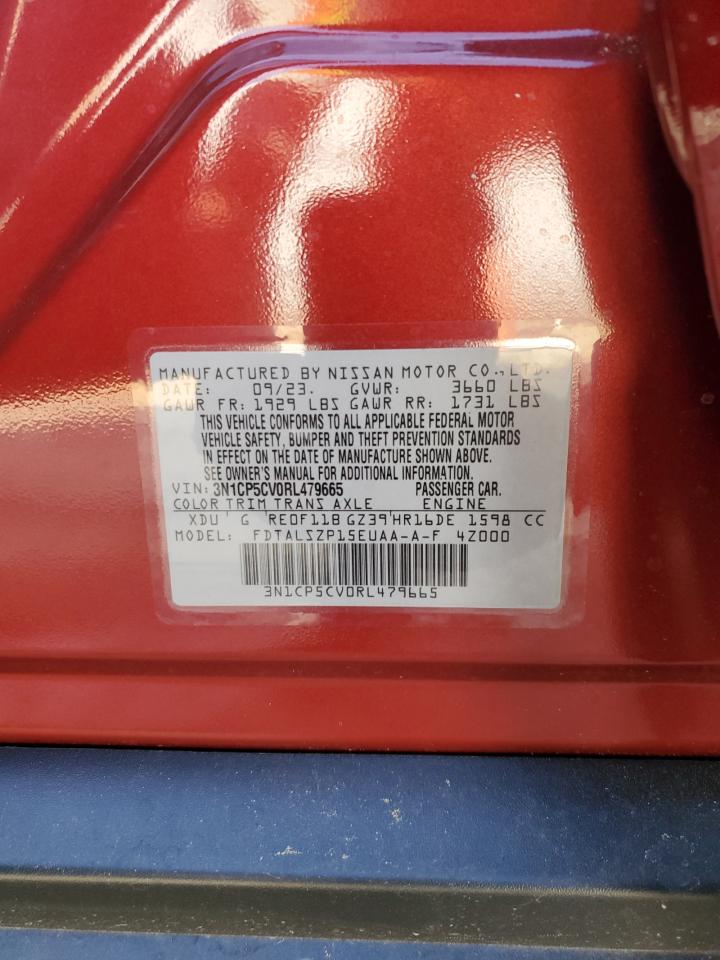 MANUFACTURED BY NISSAN MOTOR CO., LTD.
DATE: 09/23. GVWR: 3660 LBS
GAWR FR: 1929 LBS GAWR RR: 1731 LBS
THIS VEHICLE CONFORMS TO ALL APPLICABLE FEDERAL MOTOR
VEHICLE SAFETY, BUMPER AND THEFT PREVENTION STANDARDS
IN EFFECT ON THE DATE OF MANUFACTURE SHOWN ABOVE.
SEE OWNER'S MANUAL FOR ADDITIONAL INFORMATION.
VIN: 3N1CP5CV0RL479665 PASSENGER CAR.
COLOR TRIM TRANS AXLE ENGINE
XDU G RE0F11B GZ39 HR16DE 1598 CC
MODEL: FDTALSZP15EUAA-A-F 4Z000
3N1CP5CV0RL479665